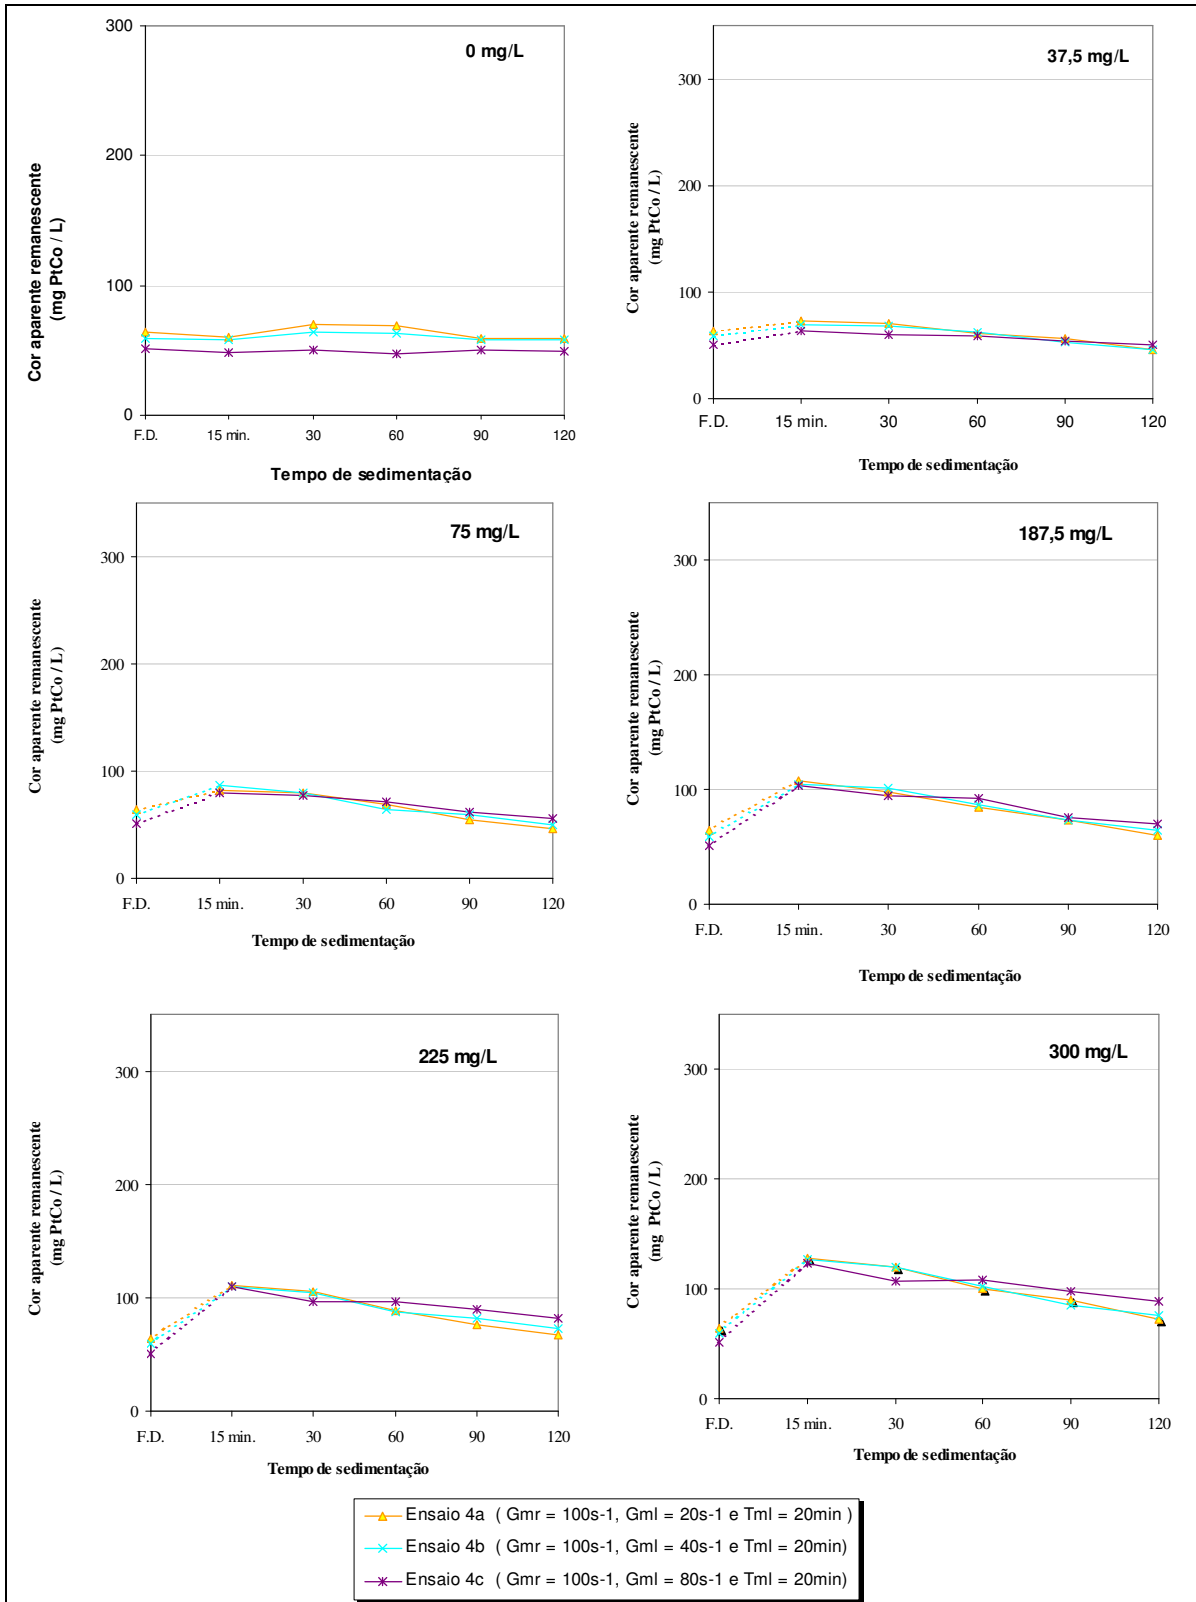 0 mg/L
300
200
100
0
Cor aparente remanescente
(mg PtCo / L)
F.D. 15 min. 30 60 90 120
Tempo de sedimentação
37,5 mg/L
300
200
100
0
Cor aparente remanescente
(mg PtCo / L)
F.D. 15 min. 30 60 90 120
Tempo de sedimentação
75 mg/L
300
200
100
0
Cor aparente remanescente
(mg PtCo / L)
F.D. 15 min. 30 60 90 120
Tempo de sedimentação
187,5 mg/L
300
200
100
0
Cor aparente remanescente
(mg PtCo / L)
F.D. 15 min. 30 60 90 120
Tempo de sedimentação
225 mg/L
300
200
100
0
Cor aparente remanescente
(mg PtCo / L)
F.D. 15 min. 30 60 90 120
Tempo de sedimentação
300 mg/L
300
200
100
0
Cor aparente remanescente
(mg PtCo / L)
F.D. 15 min. 30 60 90 120
Tempo de sedimentação
Ensaio 4a ( Gmr = 100s-1, Gml = 20s-1 e Tml = 20min )
Ensaio 4b ( Gmr = 100s-1, Gml = 40s-1 e Tml = 20min)
Ensaio 4c ( Gmr = 100s-1, Gml = 80s-1 e Tml = 20min)